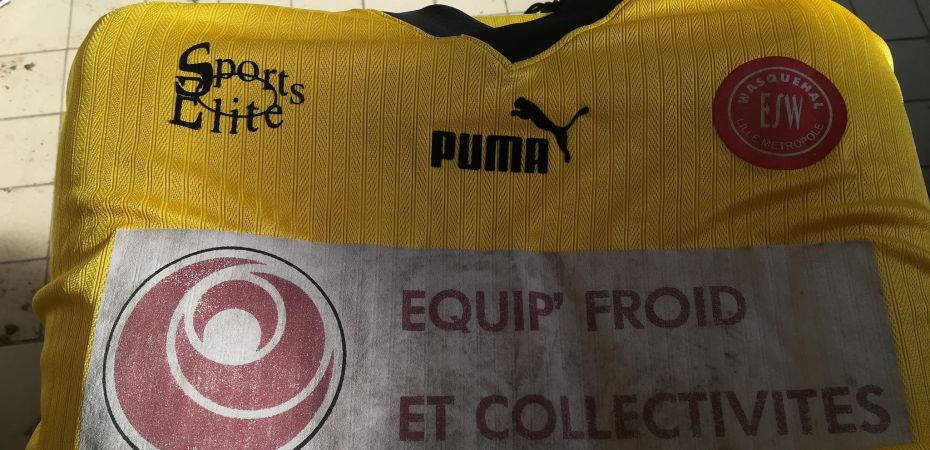 Sports
Elite
PUMA
WASQUEHAL
ESW
LILLE METROPOLE
EQUIP' FROID
ET COLLECTIVITES